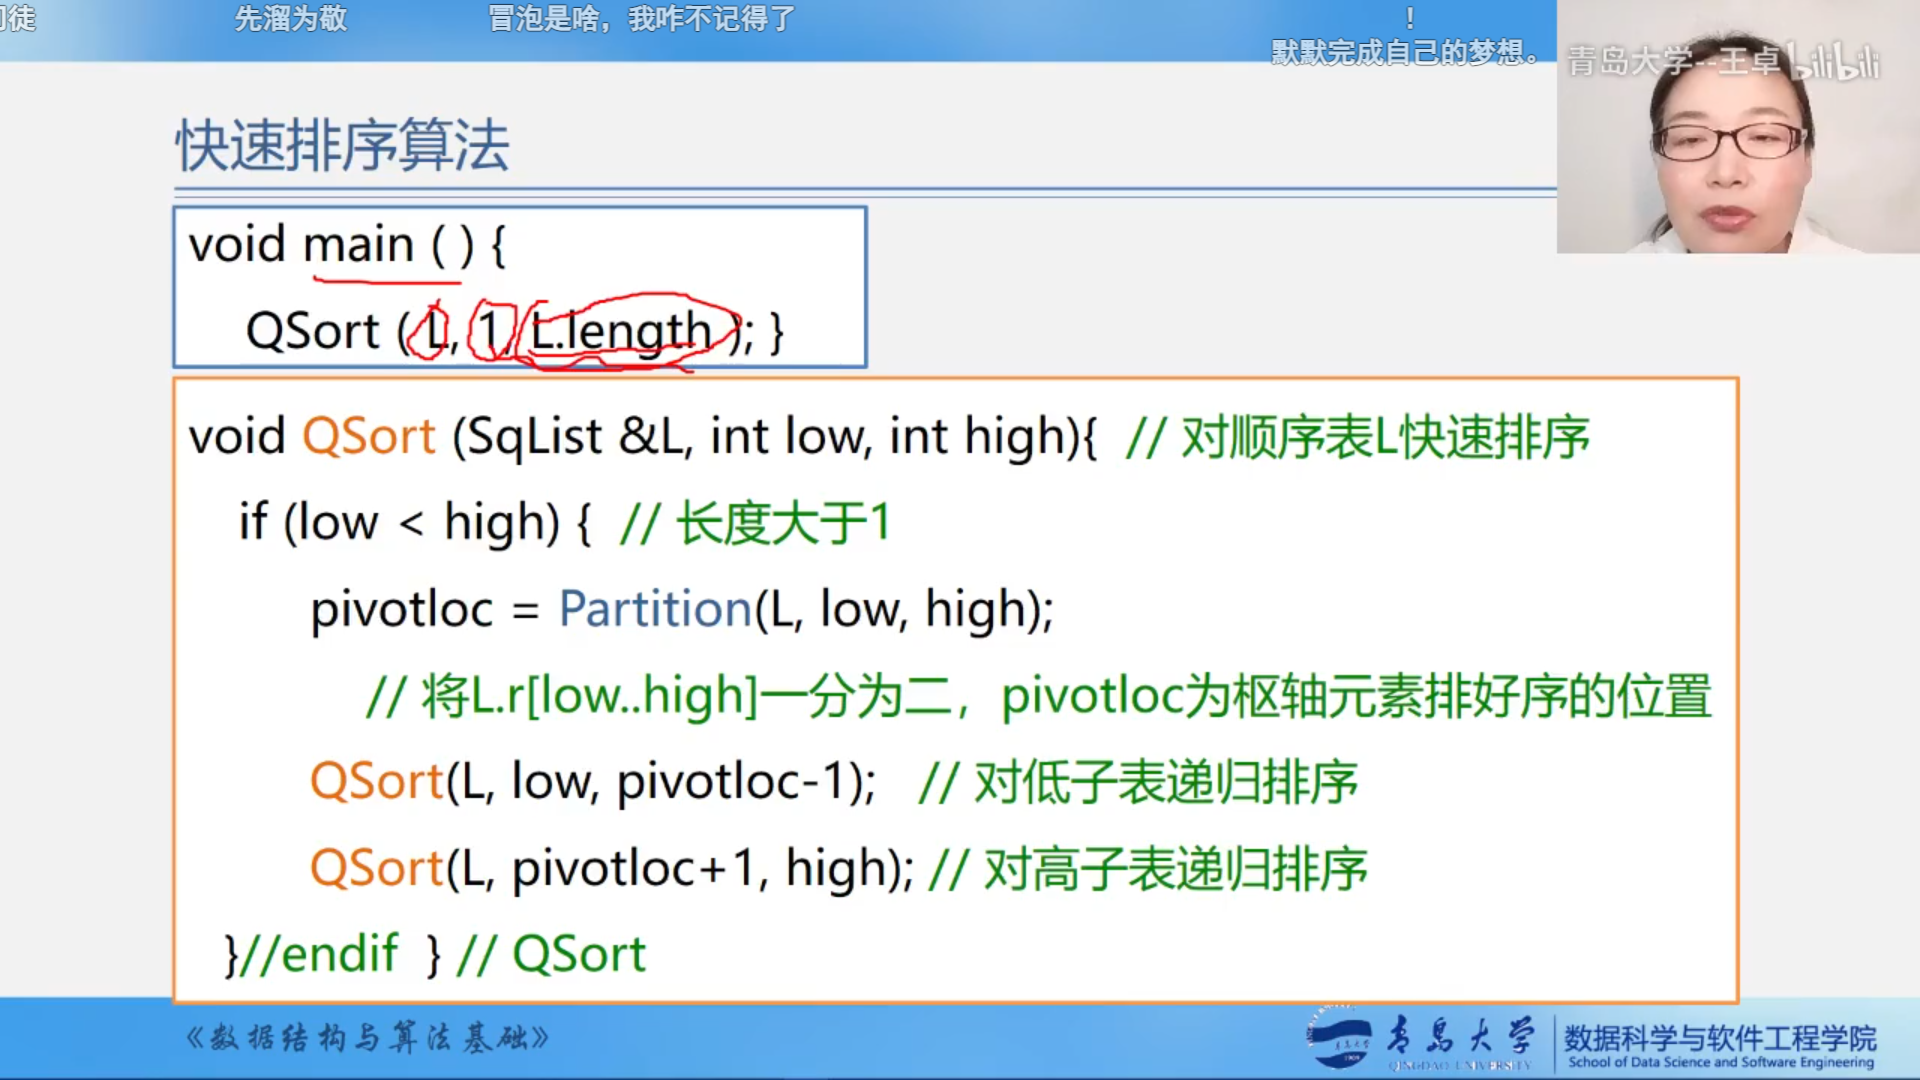 门徒
先溜为敬
冒泡是啥，我咋不记得了
！
默默完成自己的梦想。
青岛大学--王卓 bilibili
快速排序算法
void main ( ) {
QSort ( L, 1, L.length ); }
void QSort (SqList &L, int low, int high){ // 对顺序表L快速排序
if (low < high) { // 长度大于1
pivotloc = Partition(L, low, high);
// 将L.r[low..high]一分为二，pivotloc为枢轴元素排好序的位置
QSort(L, low, pivotloc-1); // 对低子表递归排序
QSort(L, pivotloc+1, high); // 对高子表递归排序
}//endif } // QSort
《数据结构与算法基础》
青岛大学
QINGDAO UNIVERSITY
数据科学与软件工程学院
School of Data Science and Software Engineering